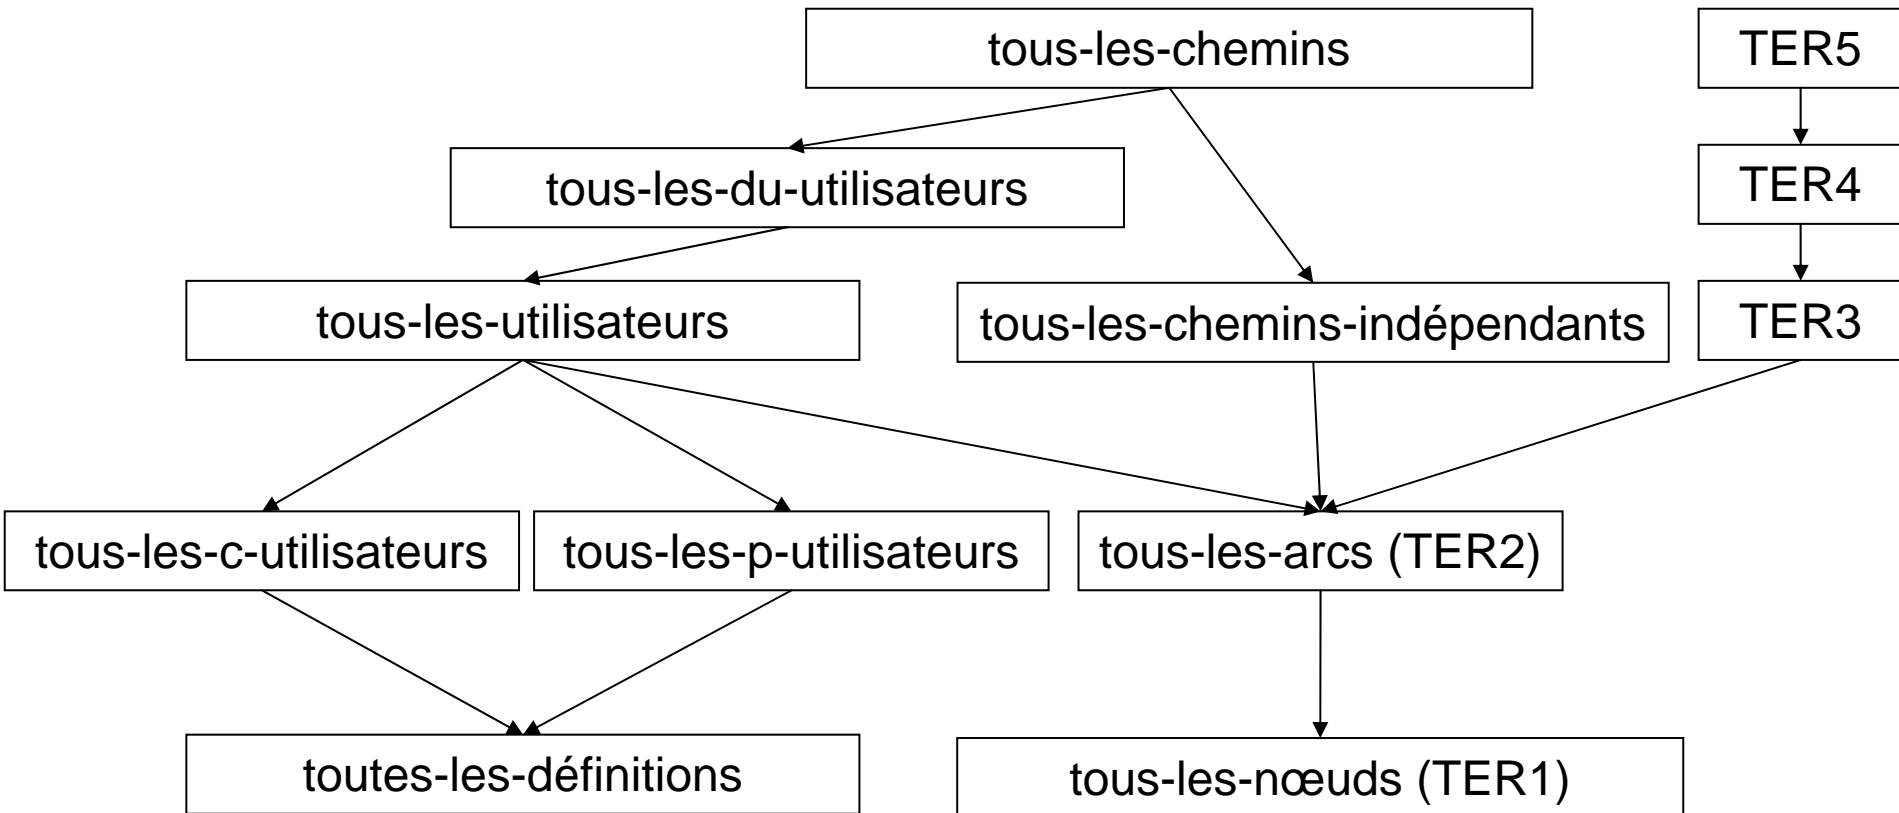 tous-les-chemins
TER5
tous-les-du-utilisateurs
TER4
tous-les-utilisateurs
tous-les-chemins-indépendants
TER3
tous-les-c-utilisateurs
tous-les-p-utilisateurs
tous-les-arcs (TER2)
toutes-les-définitions
tous-les-nœuds (TER1)